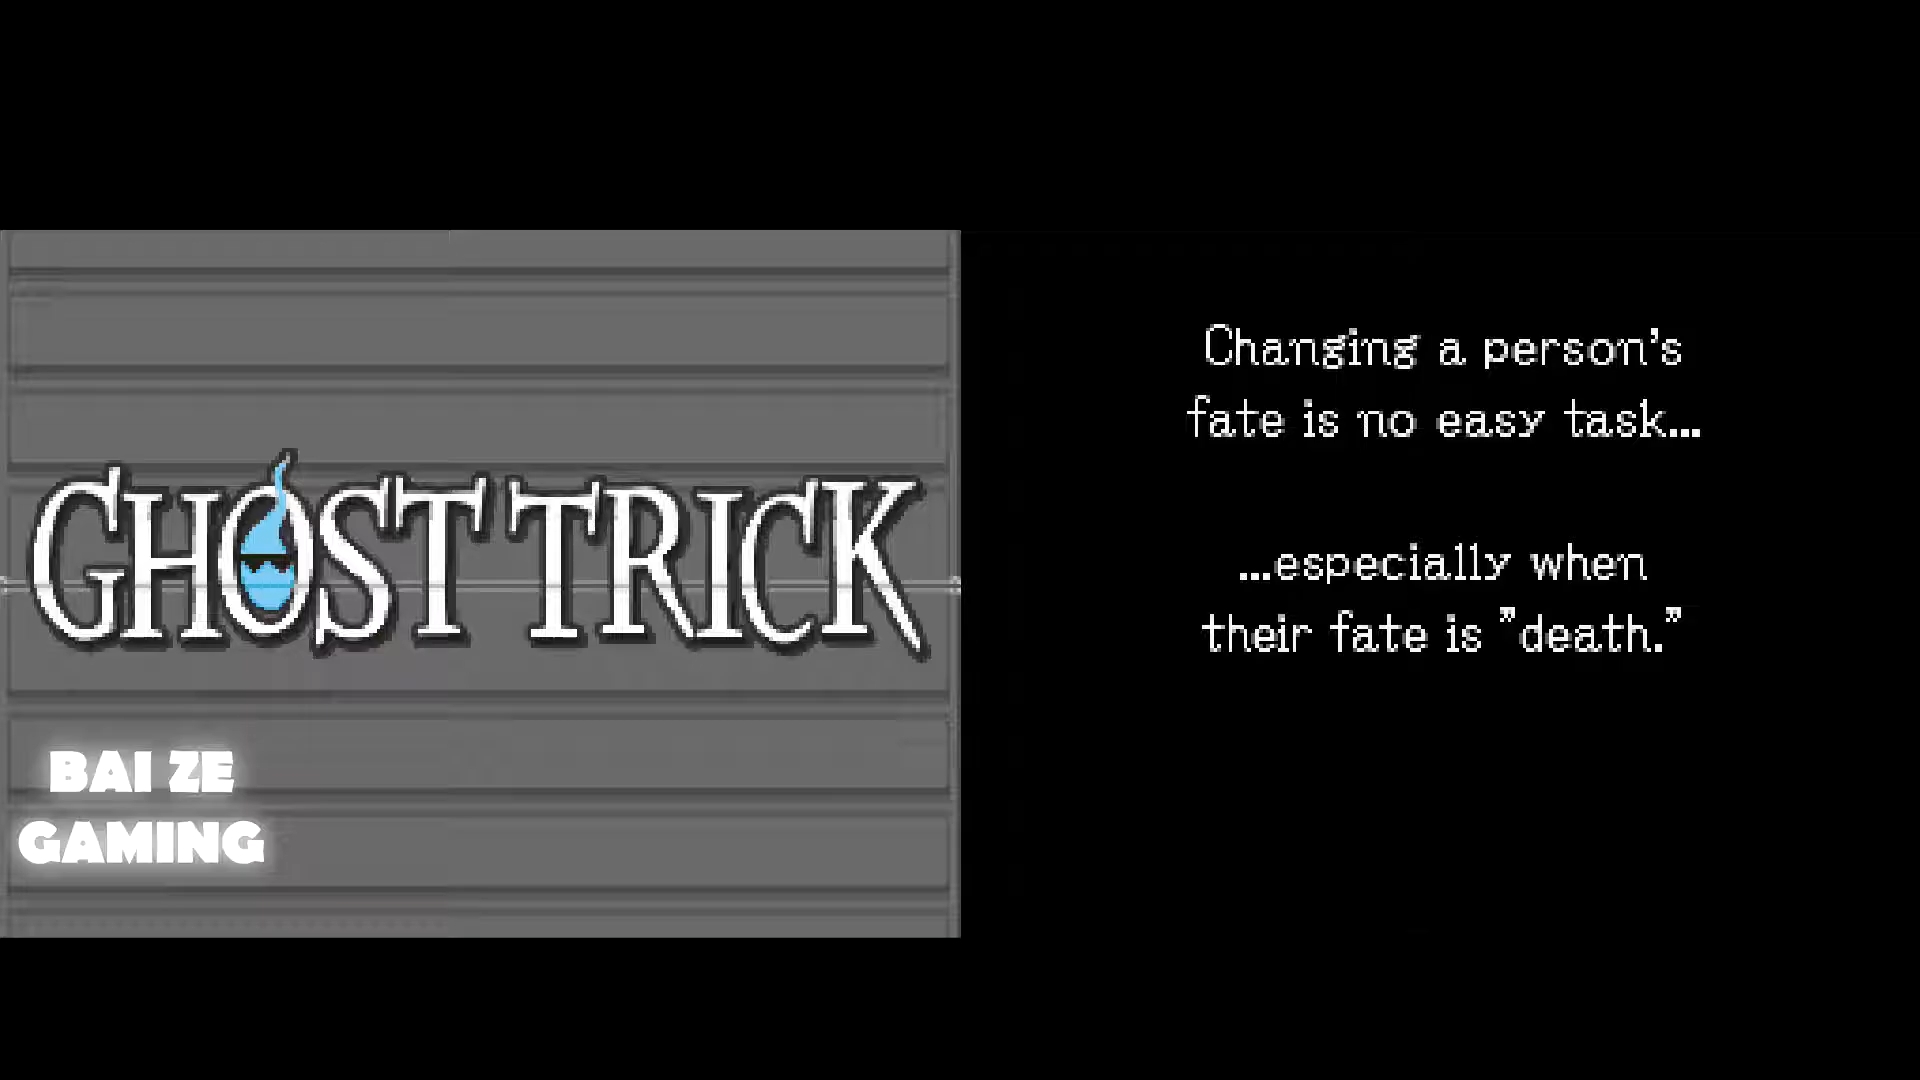 GHOST TRICK
BAI ZE
GAMING
Changing a person's
fate is no easy task...
...especially when
their fate is "death."